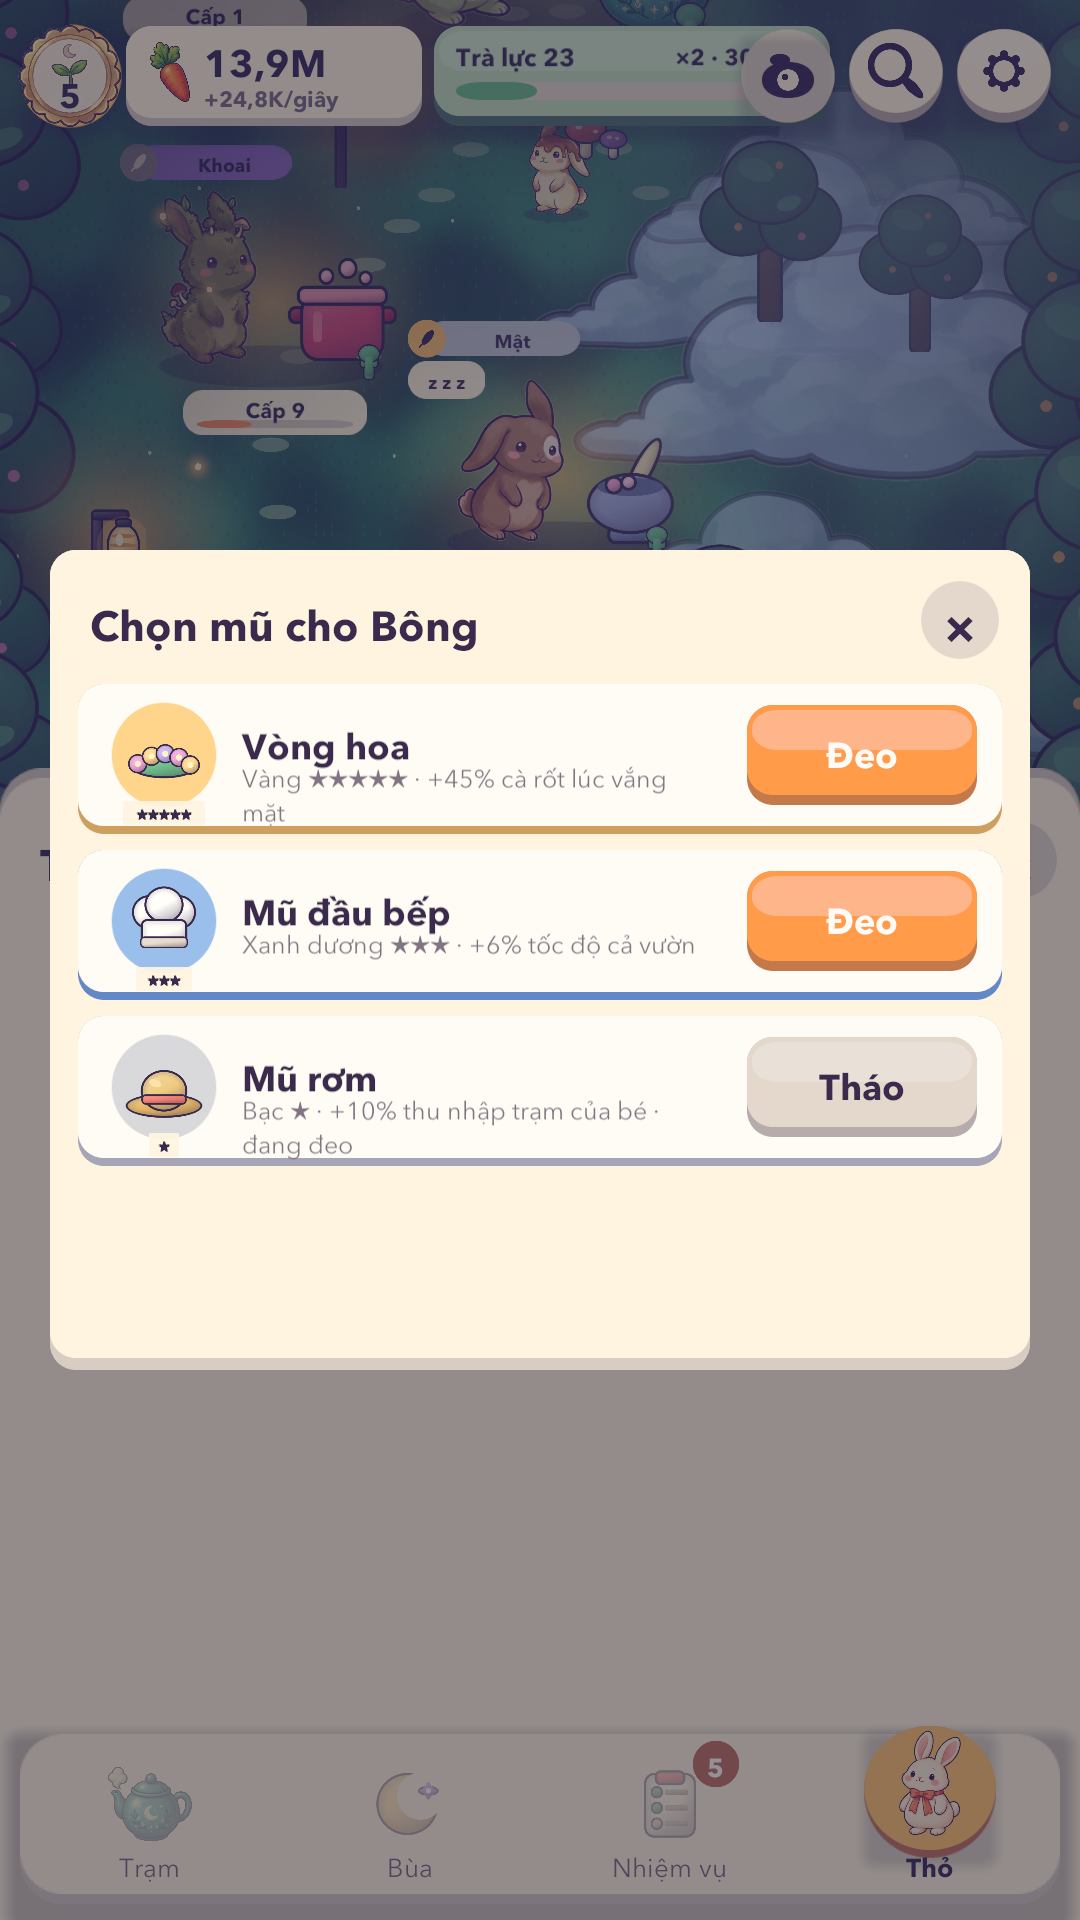 Cấp 1
5
13,9M
+24,8K/giây
Trà lực 23
×2 · 30
Khoai
Mật
z z z
Cấp 9
Chọn mũ cho Bông
×
Vòng hoa
Vàng ★★★★★ · +45% cà rốt lúc vắng
mặt
★★★★★
Đeo
Mũ đầu bếp
Xanh dương ★★★ · +6% tốc độ cả vườn
★★★
Đeo
Mũ rơm
Bạc ★ · +10% thu nhập trạm của bé ·
đang đeo
★
Tháo
5
Trạm
Bùa
Nhiệm vụ
Thỏ